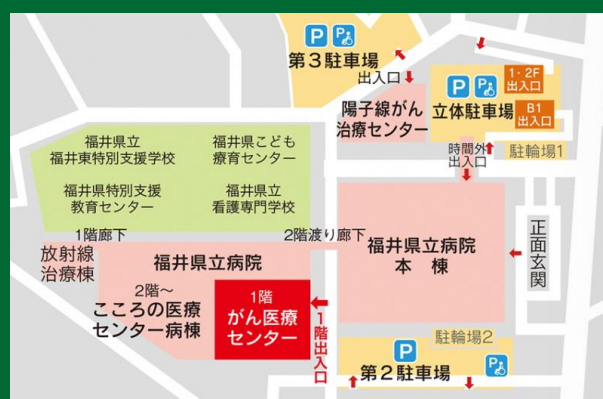 P
第3駐車場
出入口
陽子線がん
治療センター
P
立体駐車場
1・2F
出入口
B1
出入口
時間外
出入口
駐輪場1
福井県立
福井東特別支援学校
福井県こども
療育センター
福井県特別支援
教育センター
福井県立
看護専門学校
1階廊下
2階渡り廊下
放射線
治療棟
福井県立病院
2階～
こころの医療
センター病棟
1階
がん医療
センター
1階出入口
福井県立病院
本棟
正面玄関
駐輪場2
P
第2駐車場
P